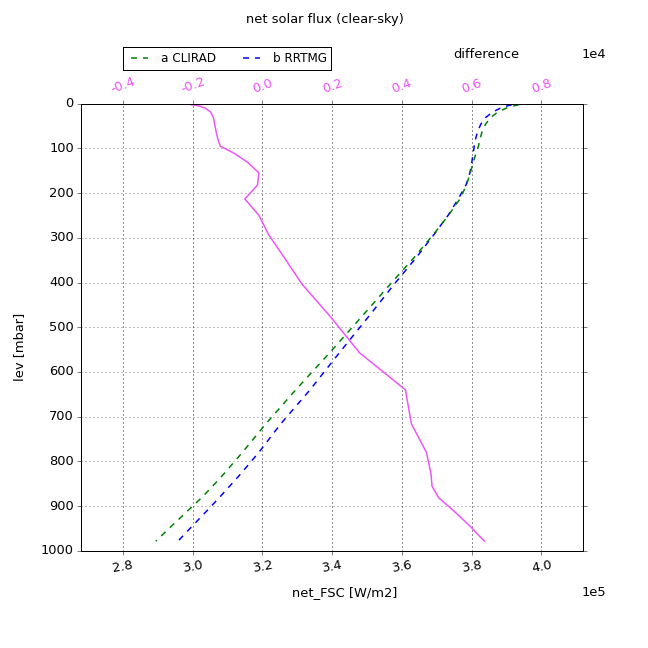 net solar flux (clear-sky)
a CLIRAD b RRTMG
difference 1e4
-0.4 -0.2 0.0 0.2 0.4 0.6 0.8
0
100
200
300
400
500
600
700
800
900
1000
lev [mbar]
2.8 3.0 3.2 3.4 3.6 3.8 4.0
net_FSC [W/m2] 1e5